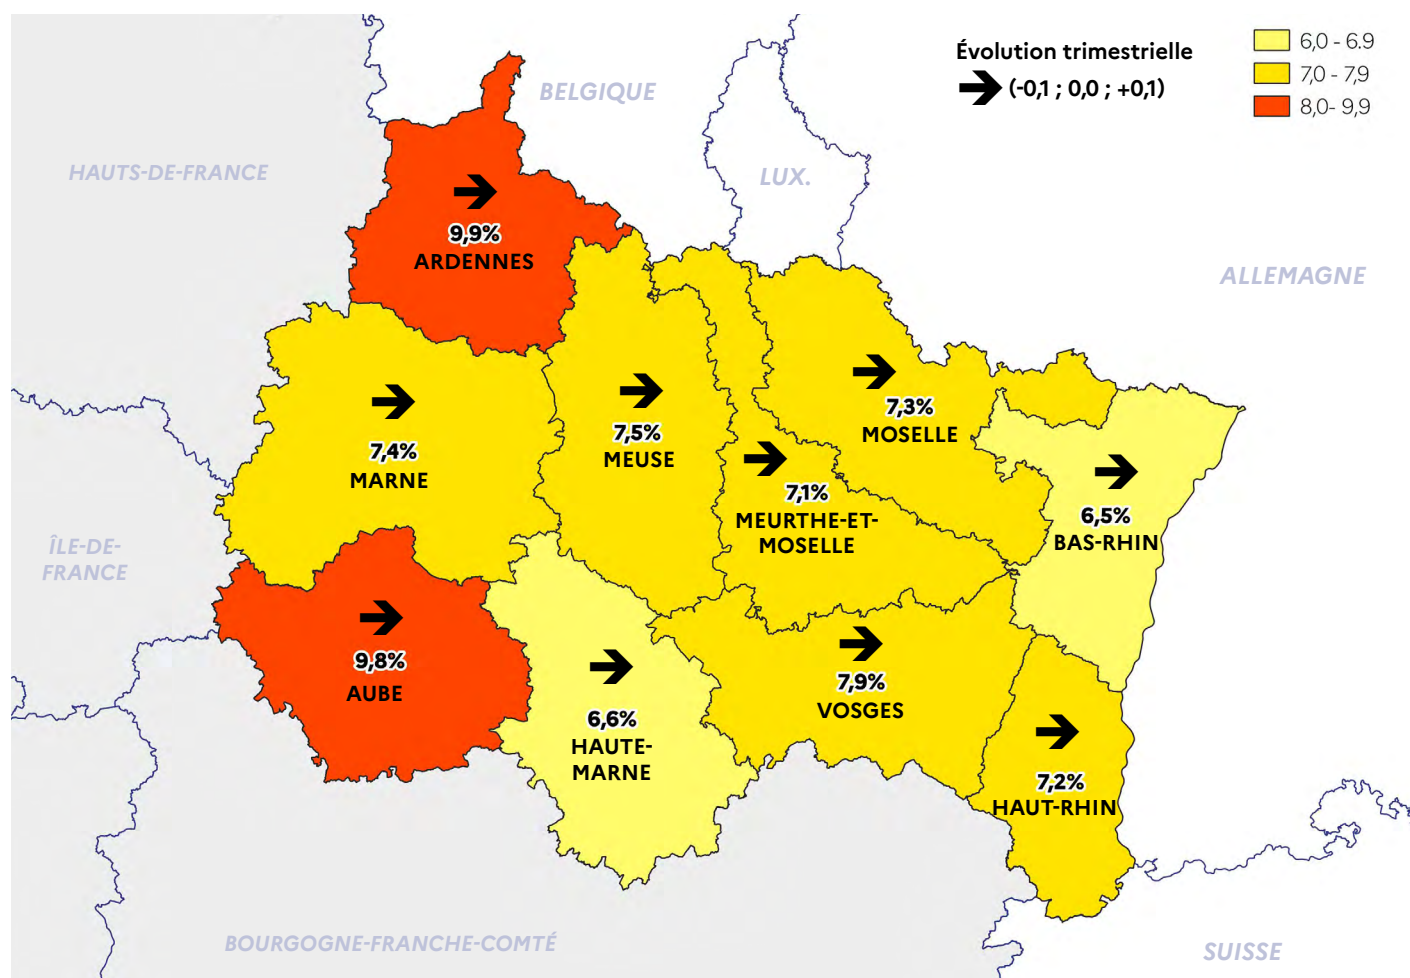 Évolution trimestrielle
(-0,1 ; 0,0 ; +0,1)
6,0 - 6.9
7,0 - 7,9
8,0- 9,9
BELGIQUE
HAUTS-DE-FRANCE
LUX.
ALLEMAGNE
9,9%
ARDENNES
7,4%
MARNE
7,5%
MEUSE
7,3%
MOSELLE
7,1%
MEURTHE-ET-
MOSELLE
6,5%
BAS-RHIN
ÎLE-DE-
FRANCE
9,8%
AUBE
6,6%
HAUTE-
MARNE
7,9%
VOSGES
7,2%
HAUT-RHIN
BOURGOGNE-FRANCHE-COMTÉ
SUISSE